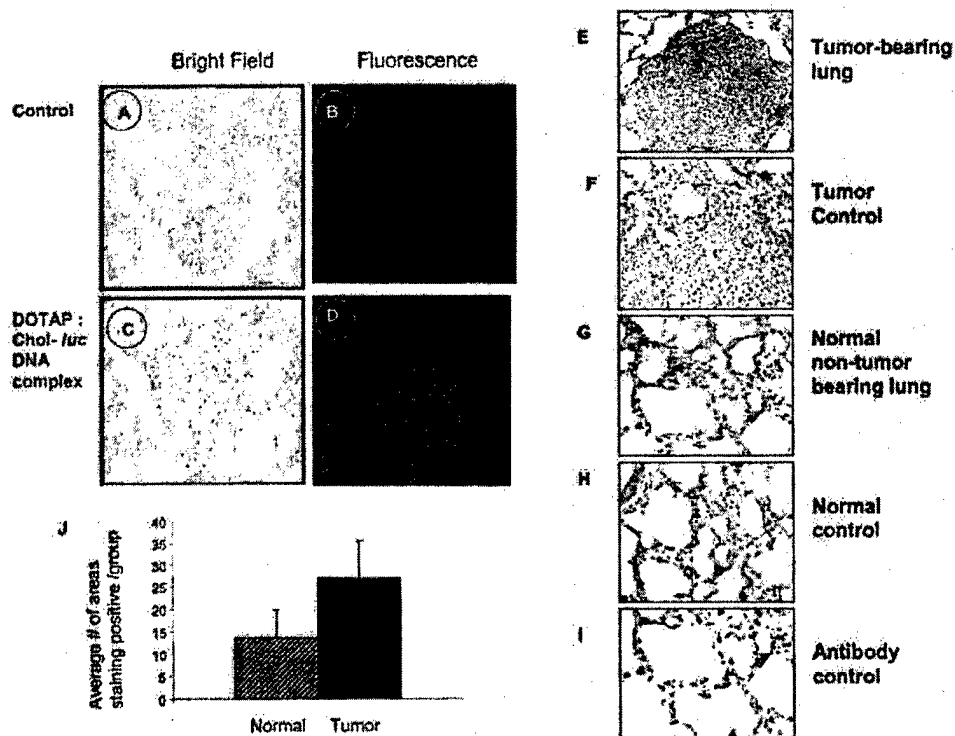 Bright Field
Fluorescence
Control
A
B
DOTAP :
Chol- luc
DNA
complex
C
D
J
Average # of areas
staining positive /group
40
35
30
25
20
15
10
5
0
Normal
Tumor
E
Tumor-bearing
lung
F
Tumor
Control
G
Normal
non-tumor
bearing lung
H
Normal
control
I
Antibody
control